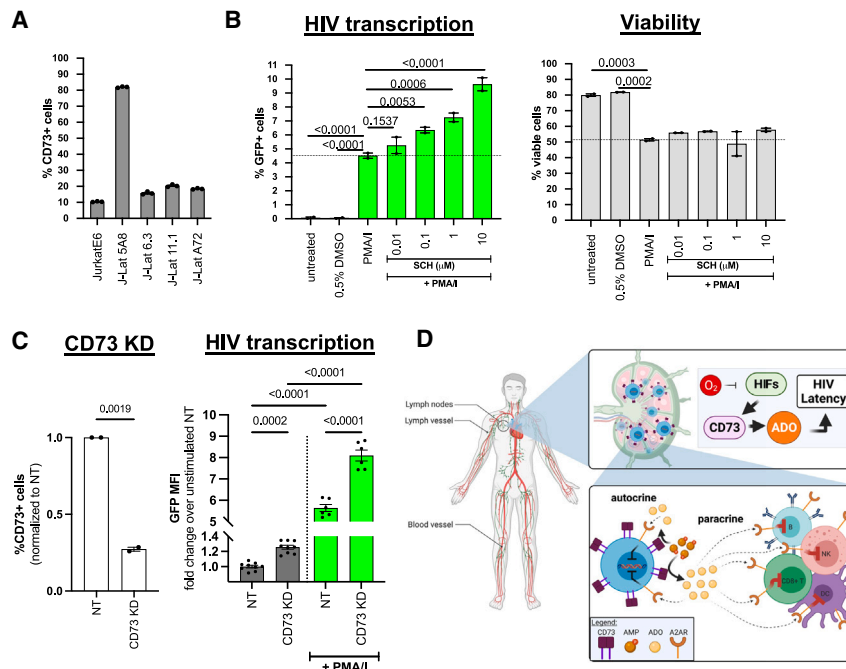 A
% CD73+ cells
100
90
80
70
60
50
40
30
20
10
0
JurkatE6
J-Lat 5A8
J-Lat 6.3
J-Lat 11.1
J-Lat A72
B
HIV transcription
% GFP+ cells
12
11
10
9
8
7
6
5
4
3
2
1
0
<0.0001
0.0006
0.0053
0.1537
<0.0001
<0.0001
untreated
0.5% DMSO
PMA/I
0.01
0.1
1
10
SCH (μM)
+ PMA/I
Viability
% viable cells
100
90
80
70
60
50
40
30
20
10
0
0.0003
0.0002
untreated
0.5% DMSO
PMA/I
0.01
0.1
1
10
SCH (μM)
+ PMA/I
C
CD73 KD
%CD73+ cells
(normalized to NT)
1.0
0.5
0.0
0.0019
NT
CD73 KD
HIV transcription
GFP MFI
fold change over unstimulated NT
10
9
8
7
6
5
1.4
1.2
1.0
<0.0001
<0.0001
0.0002
<0.0001
NT
CD73 KD
NT
CD73 KD
+ PMA/I
D
Lymph nodes
Lymph vessel
Blood vessel
O2
HIFs
HIV
Latency
CD73
ADO
autocrine
paracrine
B
NK
CD8+ T
DC
Legend:
CD73
AMP
ADO
A2AR